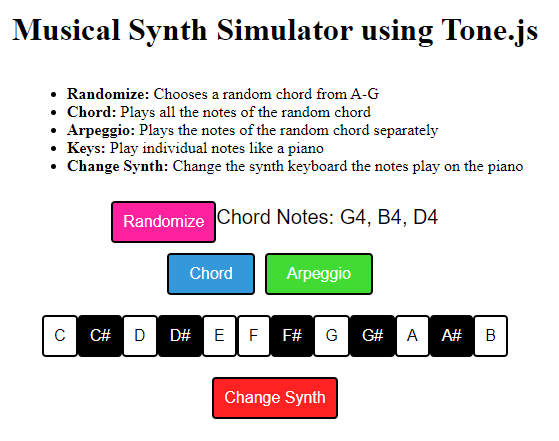 Musical Synth Simulator using Tone.js
Randomize: Chooses a random chord from A-G
Chord: Plays all the notes of the random chord
Arpeggio: Plays the notes of the random chord separately
Keys: Play individual notes like a piano
Change Synth: Change the synth keyboard the notes play on the piano
Randomize Chord Notes: G4, B4, D4
Chord Arpeggio
C C# D D# E F F# G G# A A# B
Change Synth